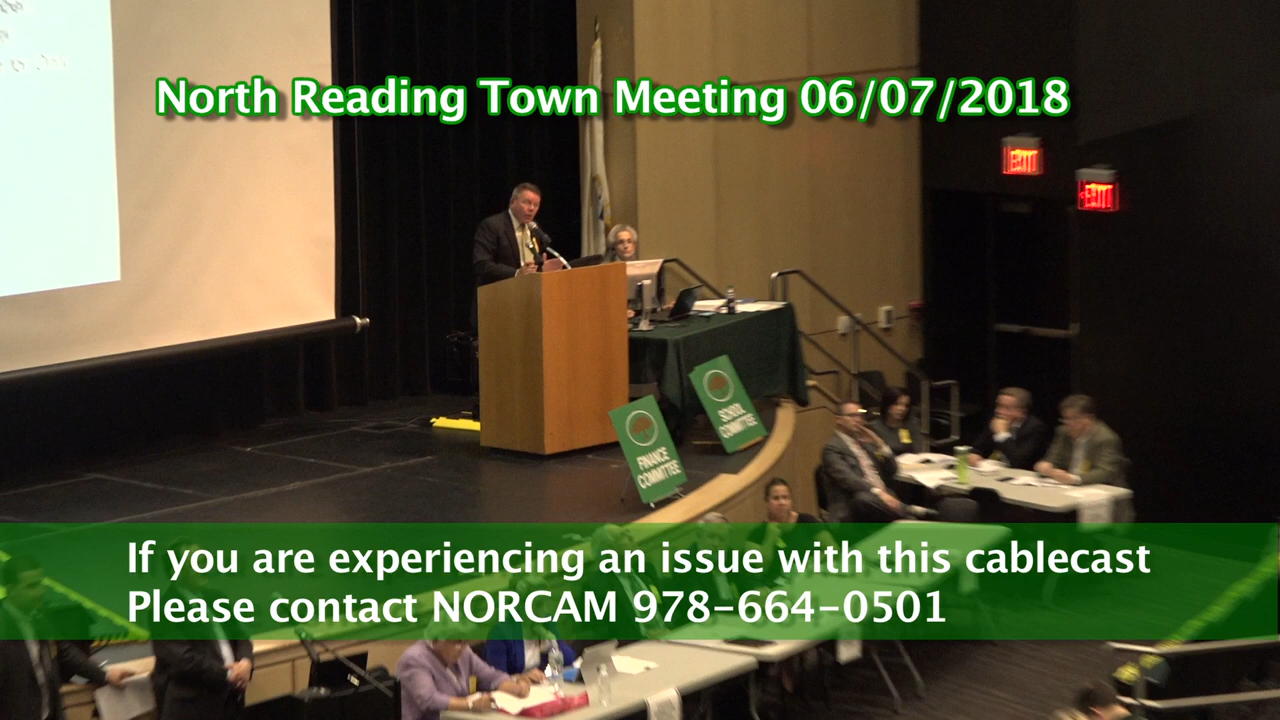 North Reading Town Meeting 06/07/2018
EXIT
EXIT
SCHOOL
COMMITTEE
FINANCE
COMMITTEE
If you are experiencing an issue with this cablecast
Please contact NORCAM 978-664-0501